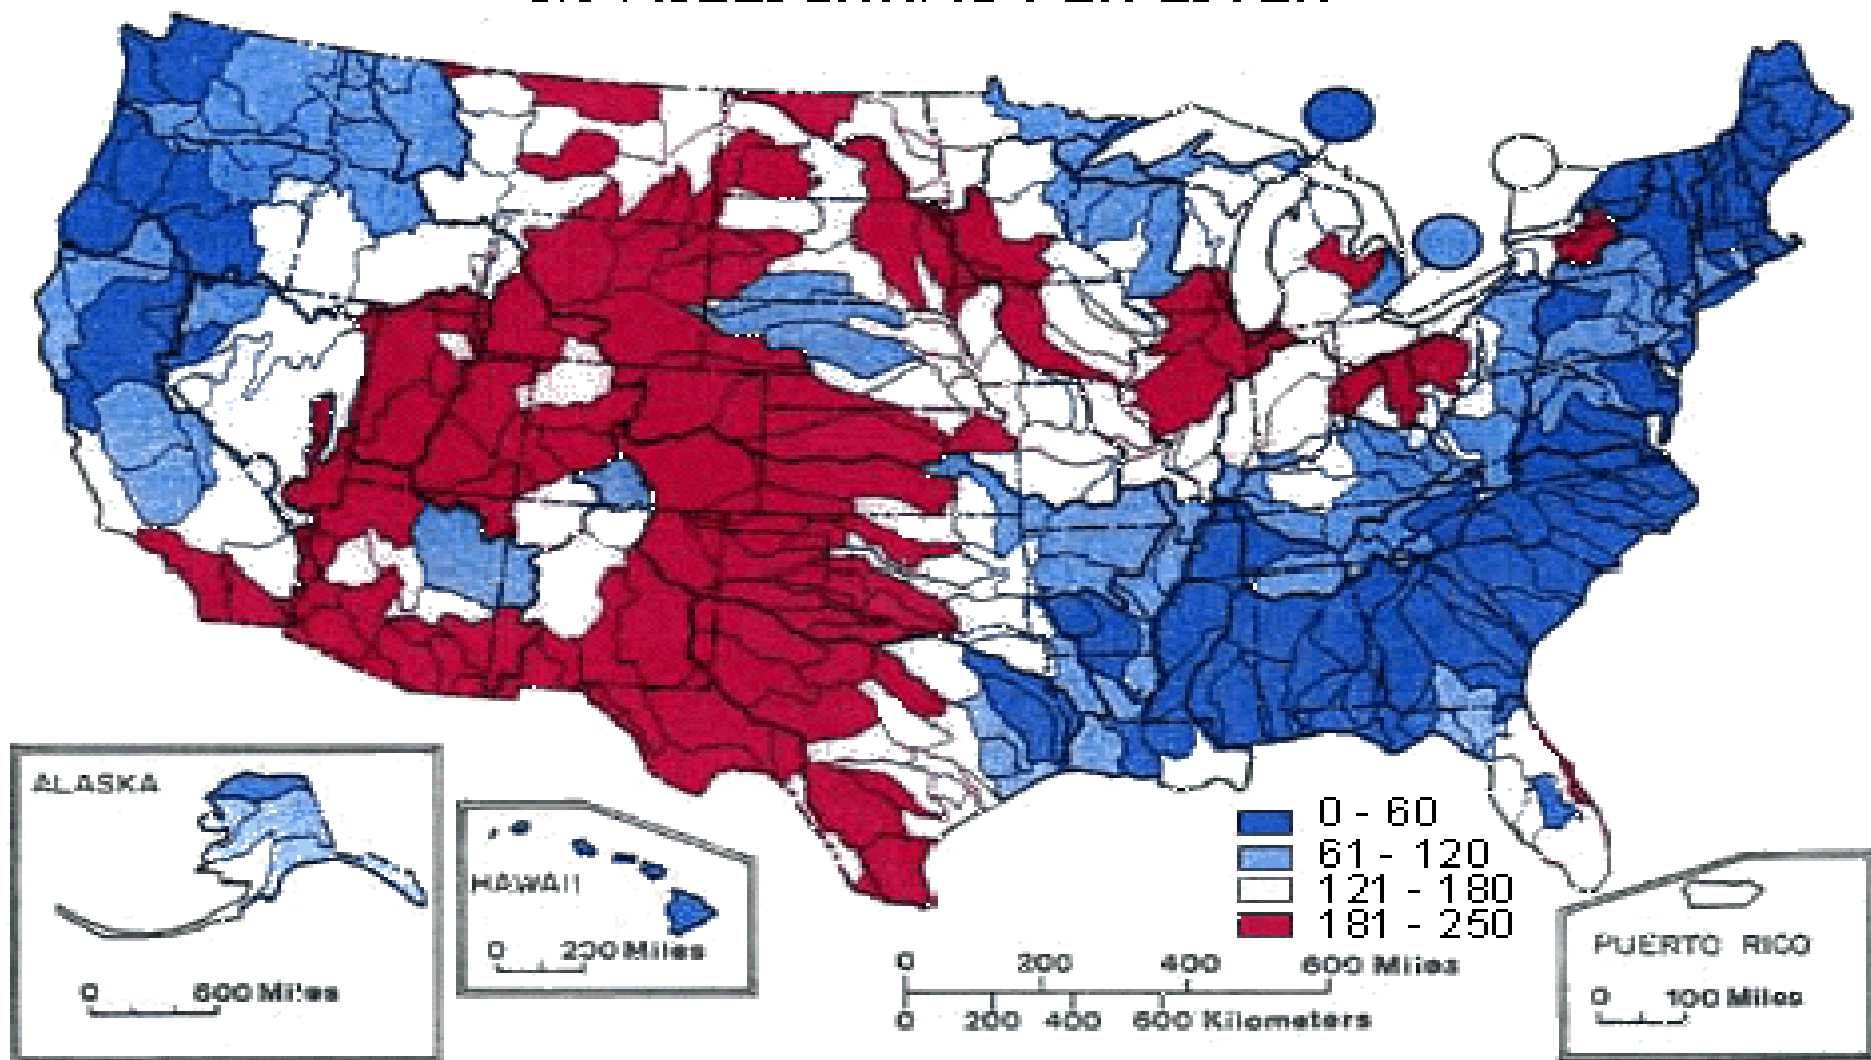 ALASKA
0 600 Miles
HAWAII
0 200 Miles
0 - 60
61 - 120
121 - 180
181 - 250
0 200 400 600 Miles
0 200 400 600 Kilometers
PUERTO RICO
0 100 Miles